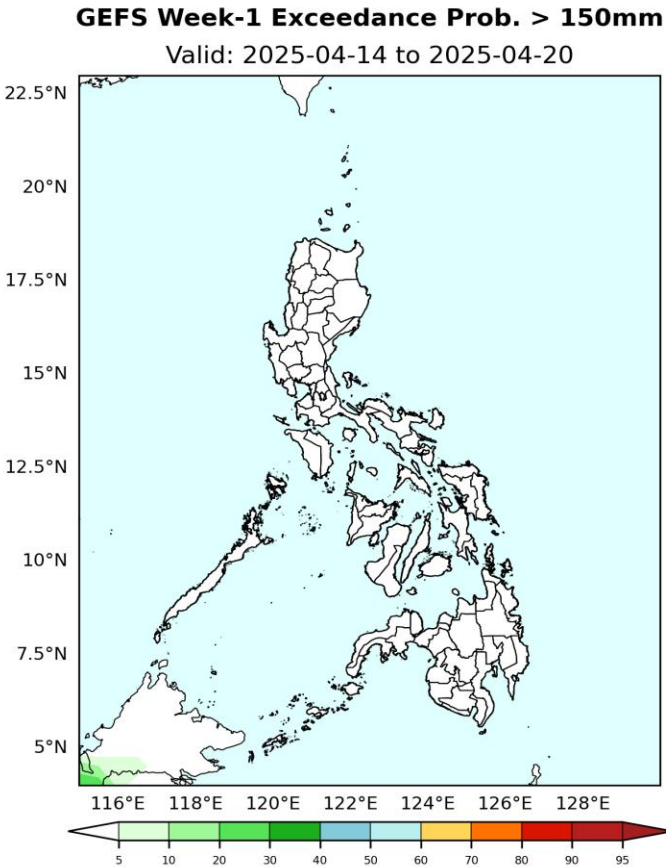 GEFS Week-1 Exceedance Prob. > 150mm
Valid: 2025-04-14 to 2025-04-20
22.5°N
20°N
17.5°N
15°N
12.5°N
10°N
7.5°N
5°N
116°E 118°E 120°E 122°E 124°E 126°E 128°E
5 10 20 30 40 50 60 70 80 90 95